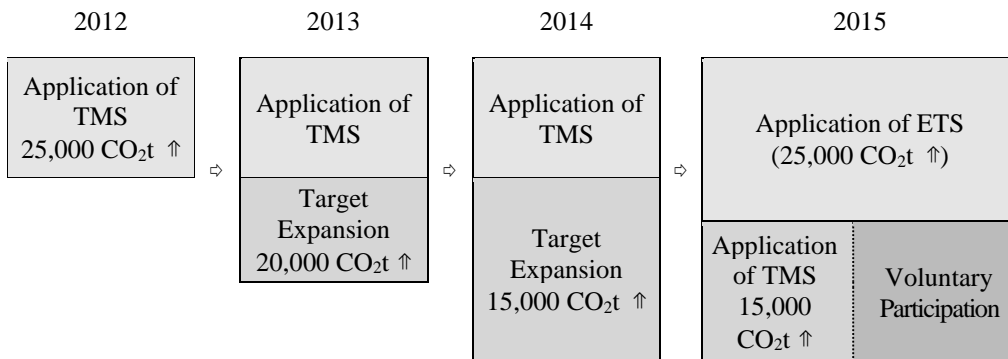 2012
2013
2014
2015
Application of
TMS
25,000 CO₂t ⇑
⇨
Application of
TMS
Target
Expansion
20,000 CO₂t ⇑
⇨
Application of
TMS
Target
Expansion
15,000 CO₂t ⇑
⇨
Application of ETS
(25,000 CO₂t ⇑)
Application
of TMS
15,000
CO₂t ⇑
Voluntary
Participation